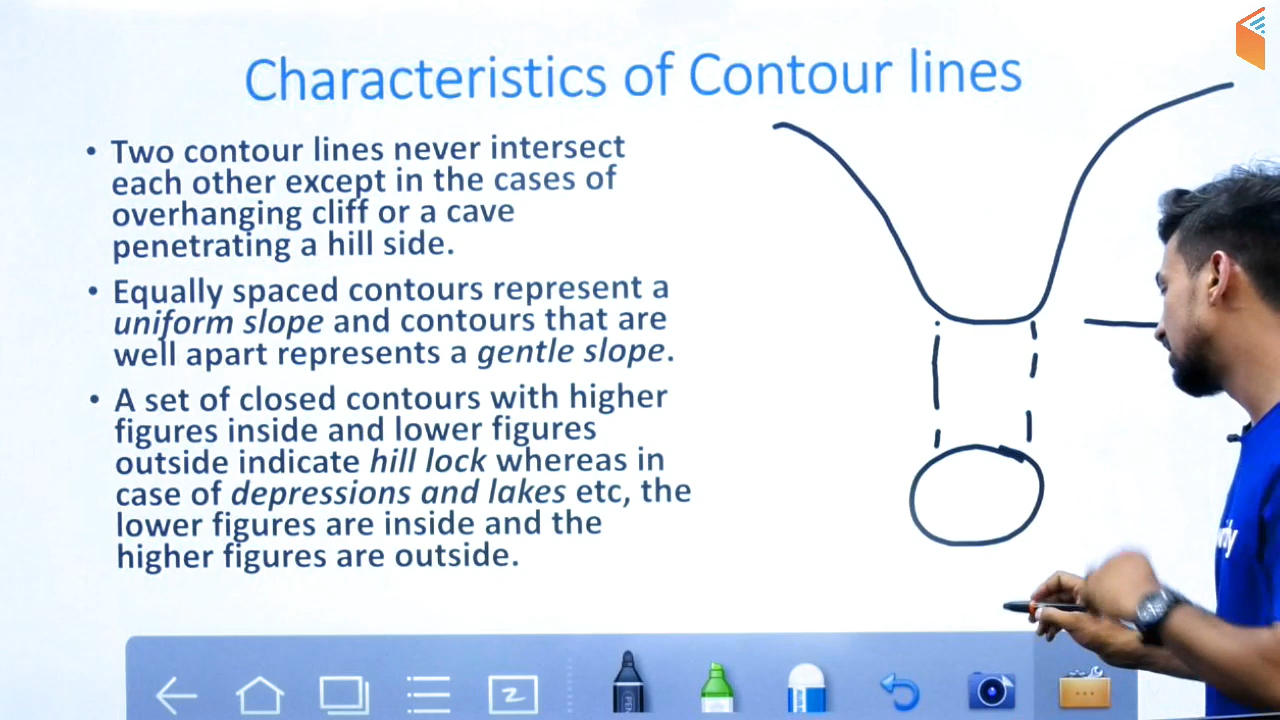 Characteristics of Contour lines
• Two contour lines never intersect
each other except in the cases of
overhanging cliff or a cave
penetrating a hill side.
• Equally spaced contours represent a
uniform slope and contours that are
well apart represents a gentle slope.
• A set of closed contours with higher
figures inside and lower figures
outside indicate hill lock whereas in
case of depressions and lakes etc, the
lower figures are inside and the
higher figures are outside.